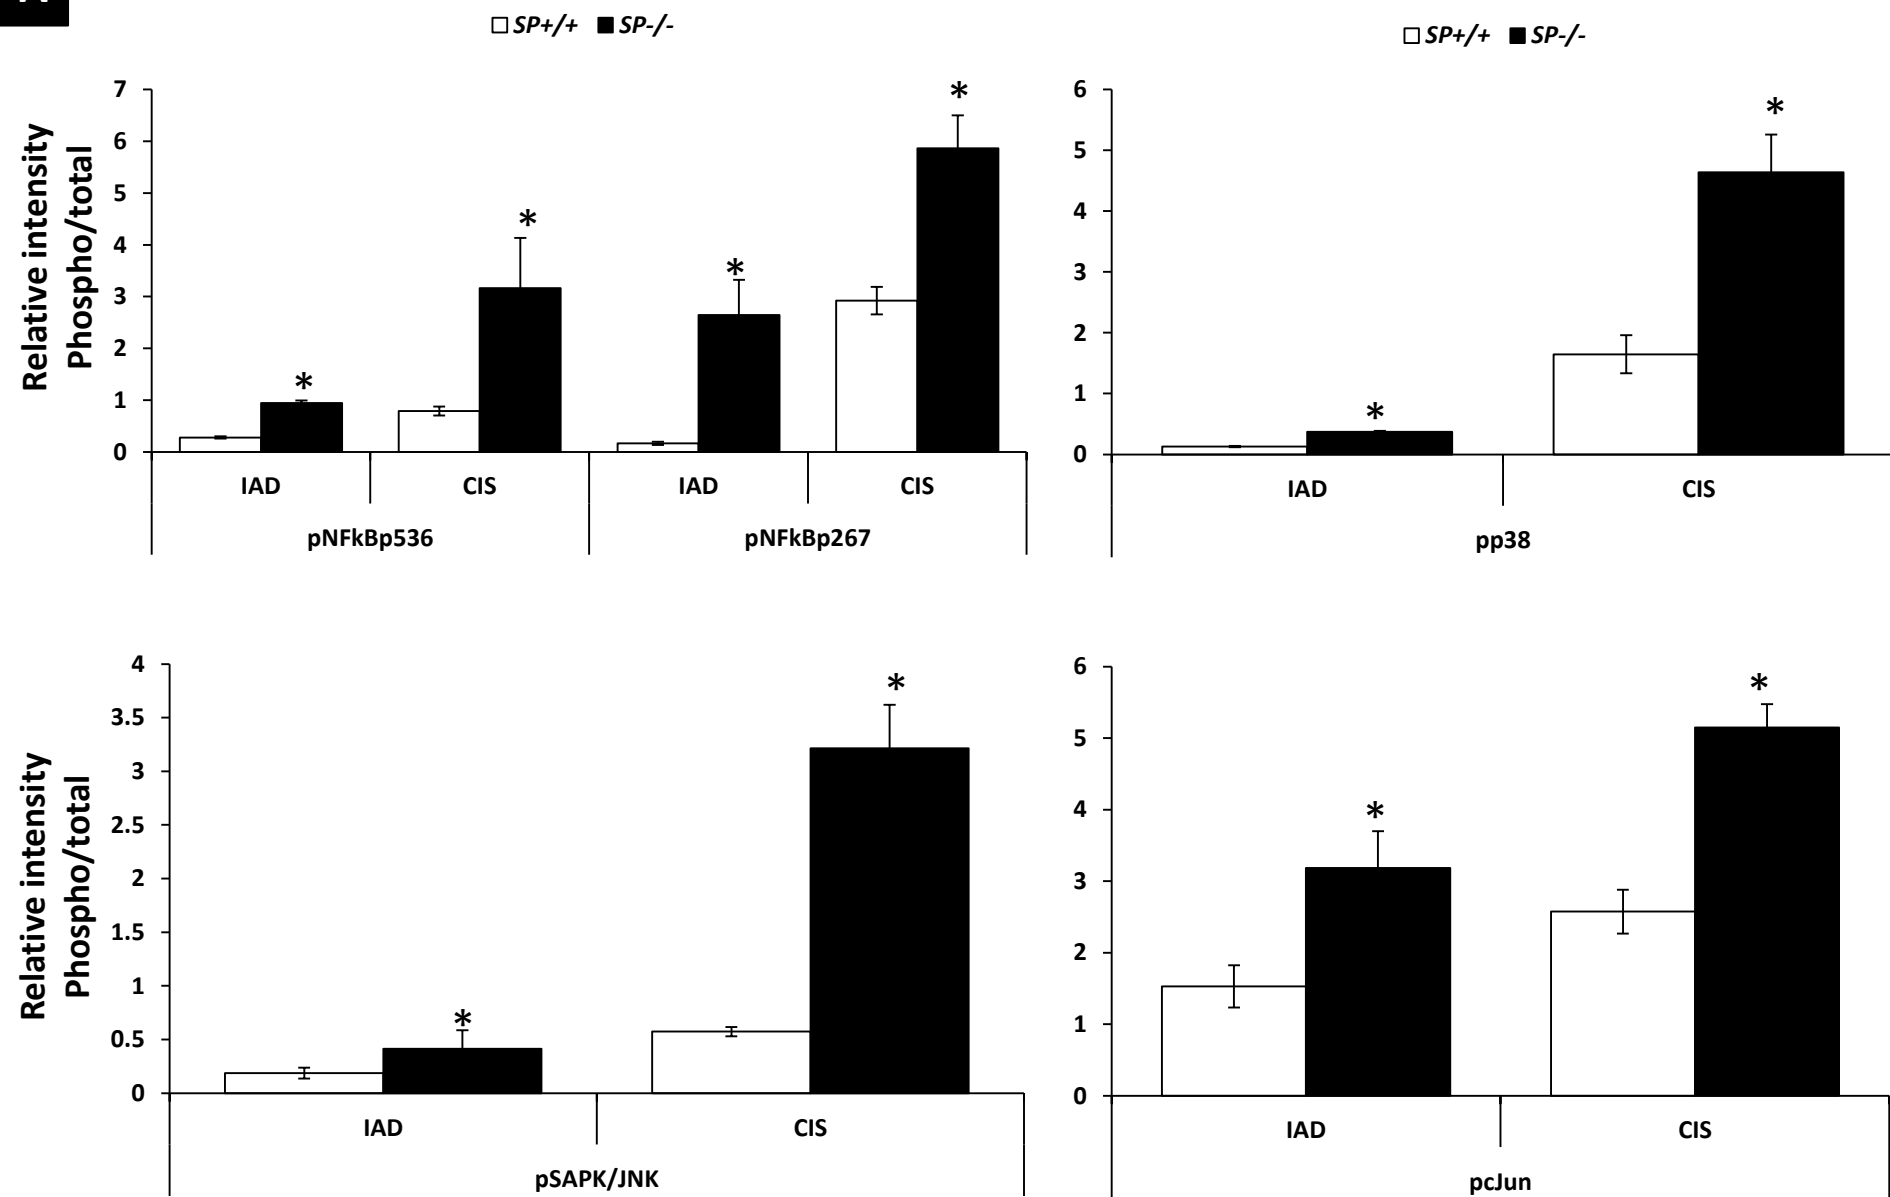 SP+/+ SP-/-
SP+/+ SP-/-
Relative intensity
Phospho/total
7
6
5
4
3
2
1
0
*
*
*
*
IAD CIS IAD CIS
pNFkBp536 pNFkBp267
6
5
4
3
2
1
0
*
*
IAD CIS
pp38
Relative intensity
Phospho/total
4
3.5
3
2.5
2
1.5
1
0.5
0
*
*
IAD CIS
pSAPK/JNK
6
5
4
3
2
1
0
*
*
IAD CIS
pcJun